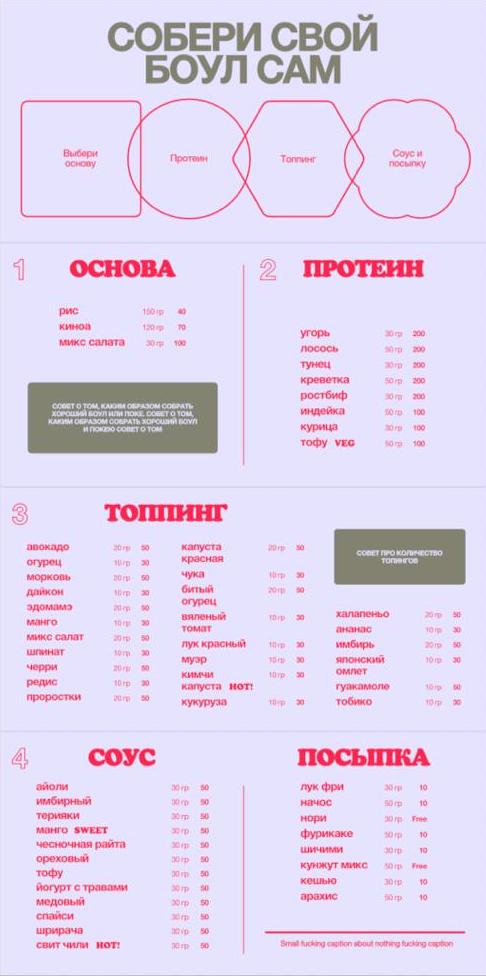 СОБЕРИ СВОЙ
БОУЛ САМ
Выбери
основу
Протеин
Топпинг
Соус и
посыпку
1 ОСНОВА
рис 150 гр 40
киноа 120 гр 70
микс салата 30 гр 100
СОВЕТ О ТОМ, КАКИМ ОБРАЗОМ СОБРАТЬ
ХОРОШИЙ БОУЛ ИЛИ ПОКЕ. СОВЕТ О ТОМ,
КАКИМ ОБРАЗОМ СОБРАТЬ ХОРОШИЙ БОУЛ
И ПОКЕЮ СОВЕТ О ТОМ
2 ПРОТЕИН
угорь 30 гр 200
лосось 50 гр 200
тунец 30 гр 200
креветка 50 гр 200
ростбиф 30 гр 200
индейка 50 гр 100
курица 30 гр 100
тофу VEG 50 гр 100
3 ТОППИНГ
авокадо 20 гр 50
огурец 10 гр 30
морковь 20 гр 50
дайкон 10 гр 30
эдомамэ 20 гр 50
манго 10 гр 30
микс салат 20 гр 50
шпинат 10 гр 30
черри 20 гр 50
редис 10 гр 30
проростки 20 гр 50
капуста 20 гр 50
красная
чука 10 гр 30
битый 20 гр 50
огурец
вяленый 10 гр 30
томат
лук красный 10 гр 30
муэр 10 гр 30
кимчи 10 гр 30
капуста HOT!
кукуруза 10 гр 30
СОВЕТ ПРО КОЛИЧЕСТВО
ТОПИНГОВ
халапеньо 20 гр 50
ананас 10 гр 30
имбирь 20 гр 50
японский 10 гр 30
омлет
гуакамоле 10 гр 50
тобико 10 гр 30
4 СОУС
айоли 30 гр 50
имбирный 30 гр 50
терияки 30 гр 50
манго SWEET 30 гр 50
чесночная райта 30 гр 50
ореховый 30 гр 50
тофу 30 гр 50
йогурт с травами 30 гр 50
медовый 30 гр 50
спайси 30 гр 50
шрирача 30 гр 50
свит чили HOT! 30 гр 50
ПОСЫПКА
лук фри 30 гр 10
начос 50 гр 10
нори 30 гр Free
фурикаке 50 гр 10
шичими 30 гр 10
кунжут микс 50 гр Free
кешью 30 гр 10
арахис 50 гр 10
Small fucking caption about nothing fucking caption